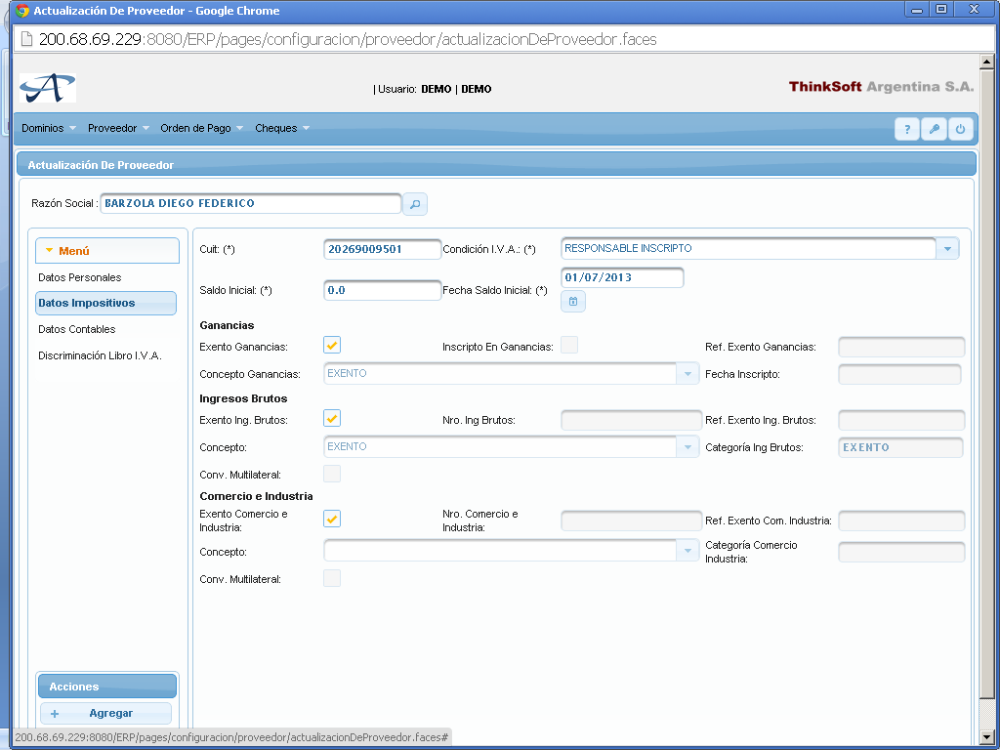 Actualización De Proveedor - Google Chrome
200.68.69.229:8080/ERP/pages/configuracion/proveedor/actualizacionDeProveedor.faces
| Usuario: DEMO | DEMO
ThinkSoft Argentina S.A.
Dominios Proveedor Orden de Pago Cheques
?
Actualización De Proveedor
Razón Social : BARZOLA DIEGO FEDERICO
Menú
Datos Personales
Datos Impositivos
Datos Contables
Discriminación Libro I.V.A.
Cuit: (*) 20269009501 Condición I.V.A.: (*) RESPONSABLE INSCRIPTO
Saldo Inicial: (*) 0.0 Fecha Saldo Inicial: (*) 01/07/2013
Ganancias
Exento Ganancias: Inscripto En Ganancias: Ref. Exento Ganancias:
Concepto Ganancias: EXENTO Fecha Inscripto:
Ingresos Brutos
Exento Ing. Brutos: Nro. Ing Brutos: Ref. Exento Ing. Brutos:
Concepto: EXENTO Categoría Ing Brutos: EXENTO
Conv. Multilateral:
Comercio e Industria
Exento Comercio e
Industria:
Nro. Comercio e
Industria:
Ref. Exento Com. Industria:
Concepto:
Categoría Comercio
Industria:
Conv. Multilateral:
Acciones
+ Agregar
200.68.69.229:8080/ERP/pages/configuracion/proveedor/actualizacionDeProveedor.faces#